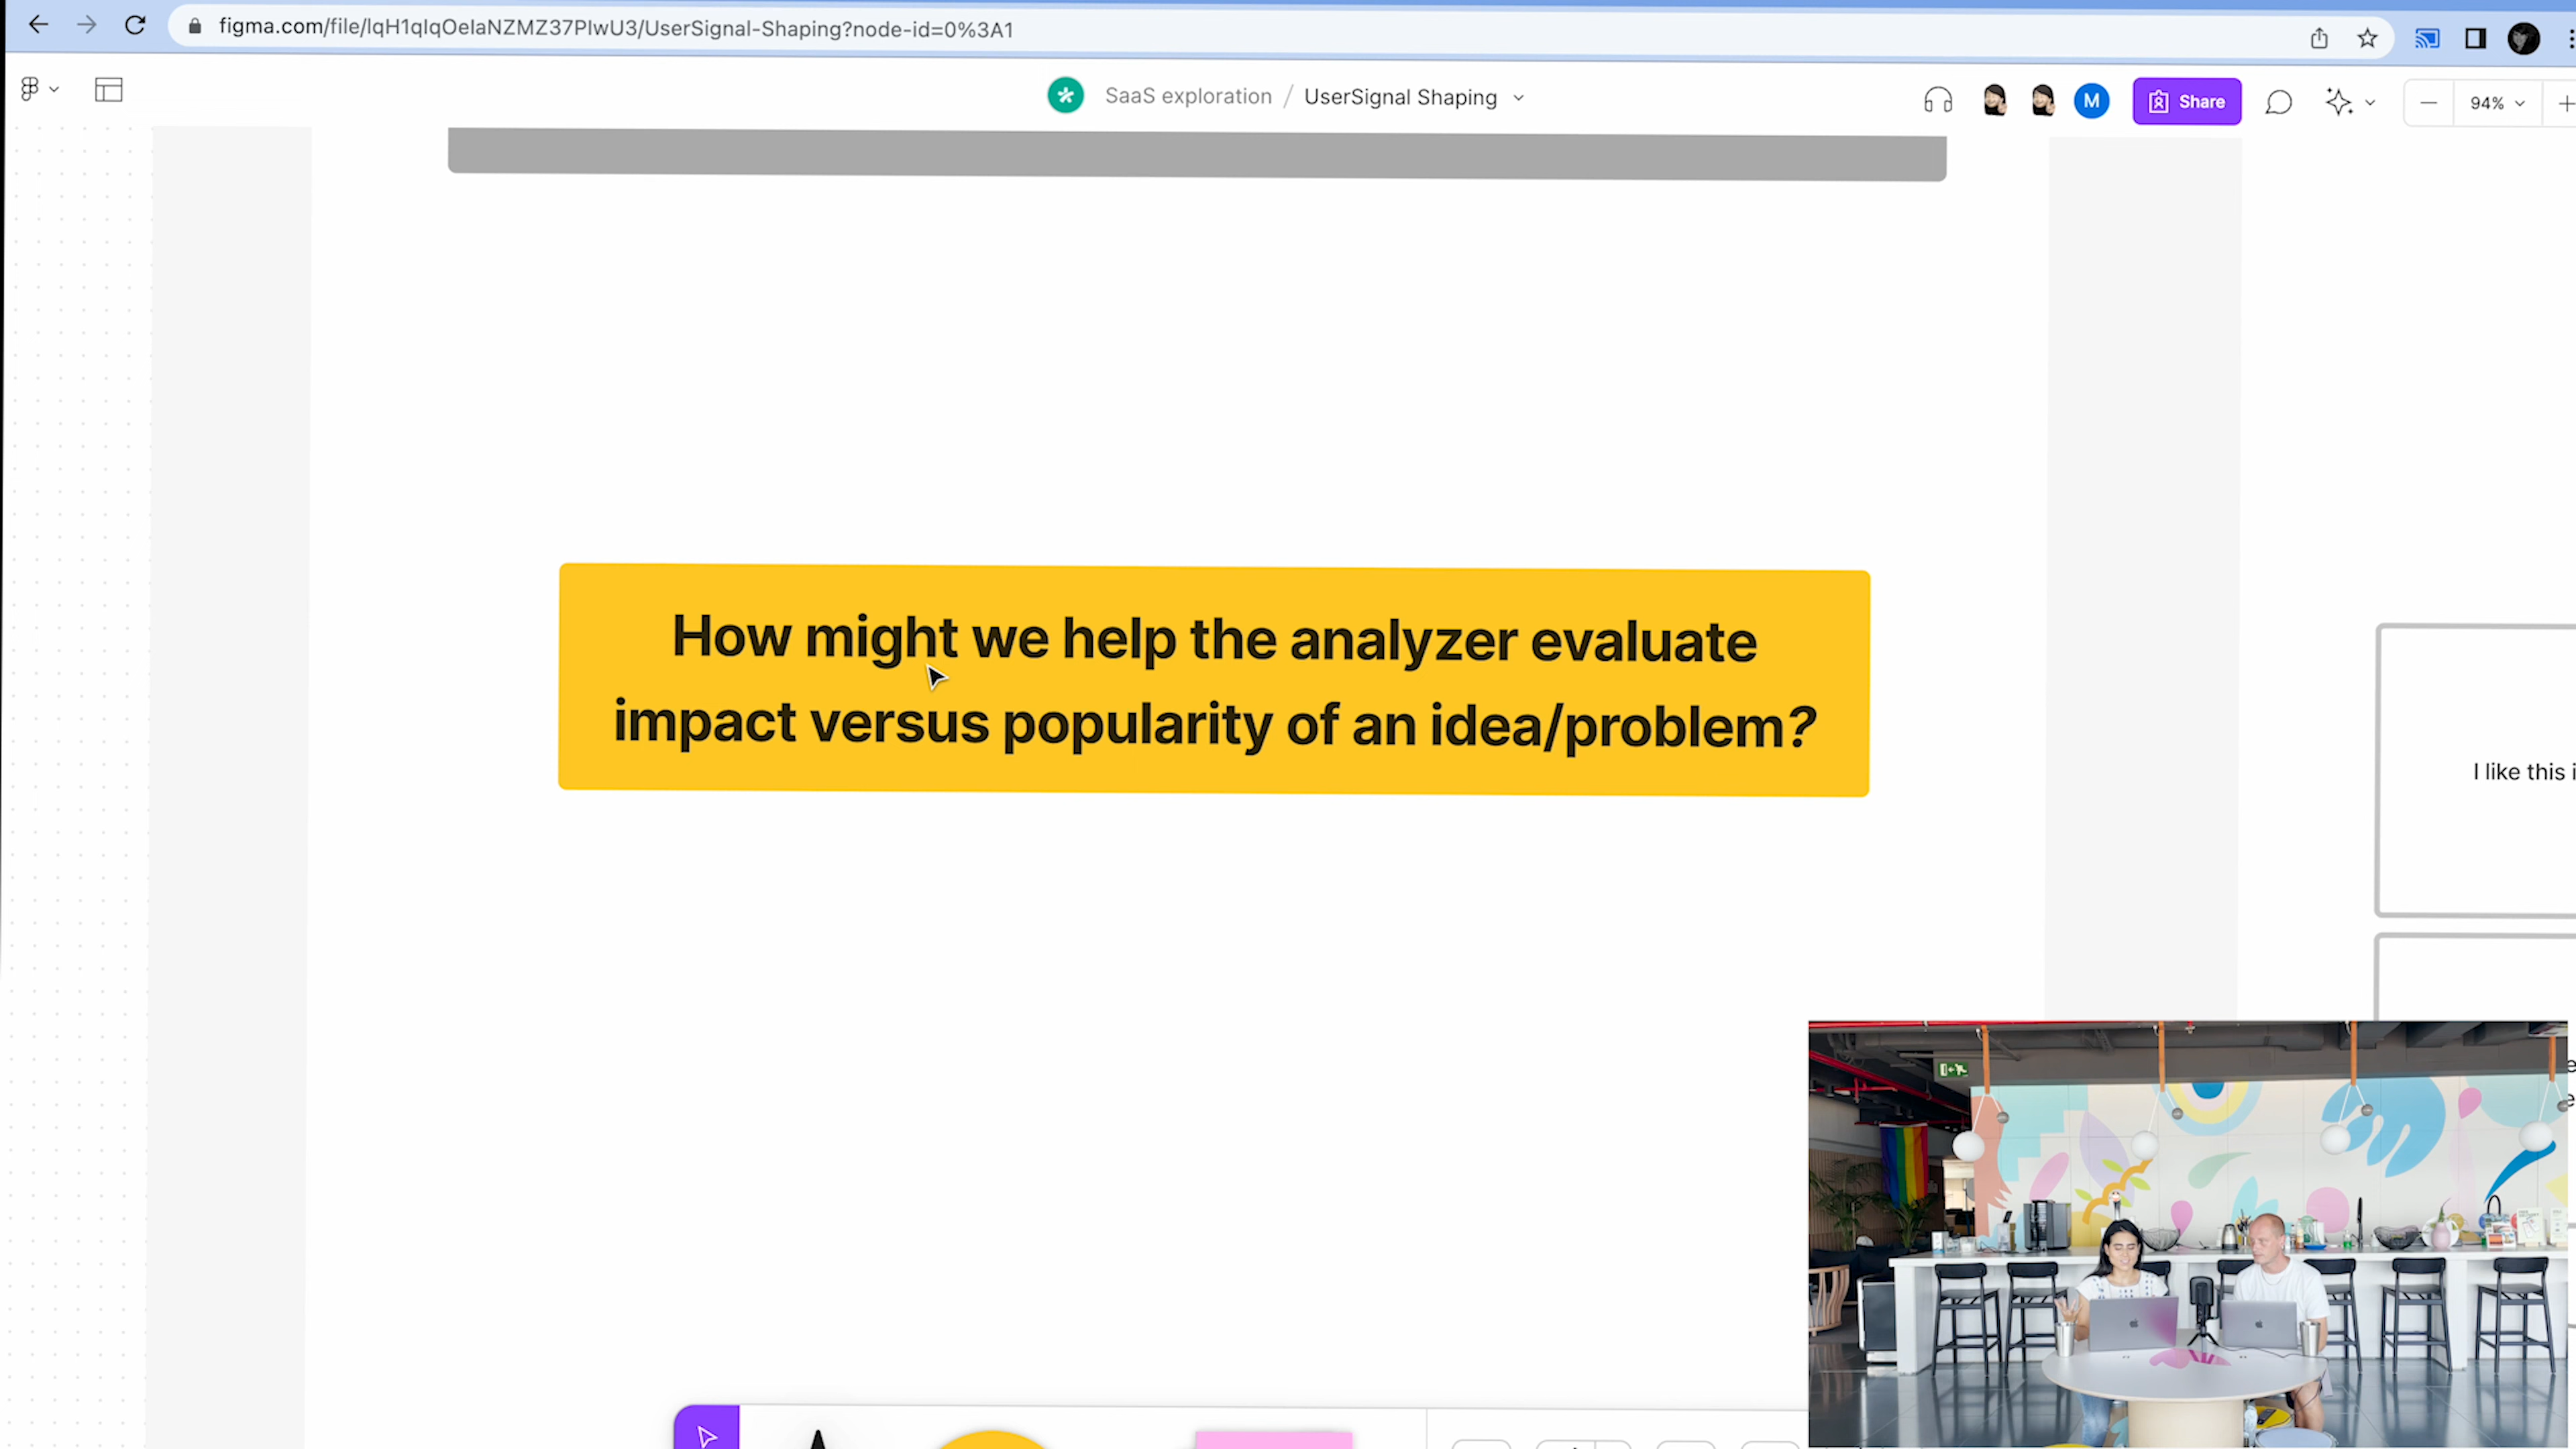 figma.com/file/lqH1qIqOeIaNZMZ37PIwU3/UserSignal-Shaping?node-id=0%3A1
SaaS exploration / UserSignal Shaping
M
Share
94%
How might we help the analyzer evaluate
impact versus popularity of an idea/problem?
I like this